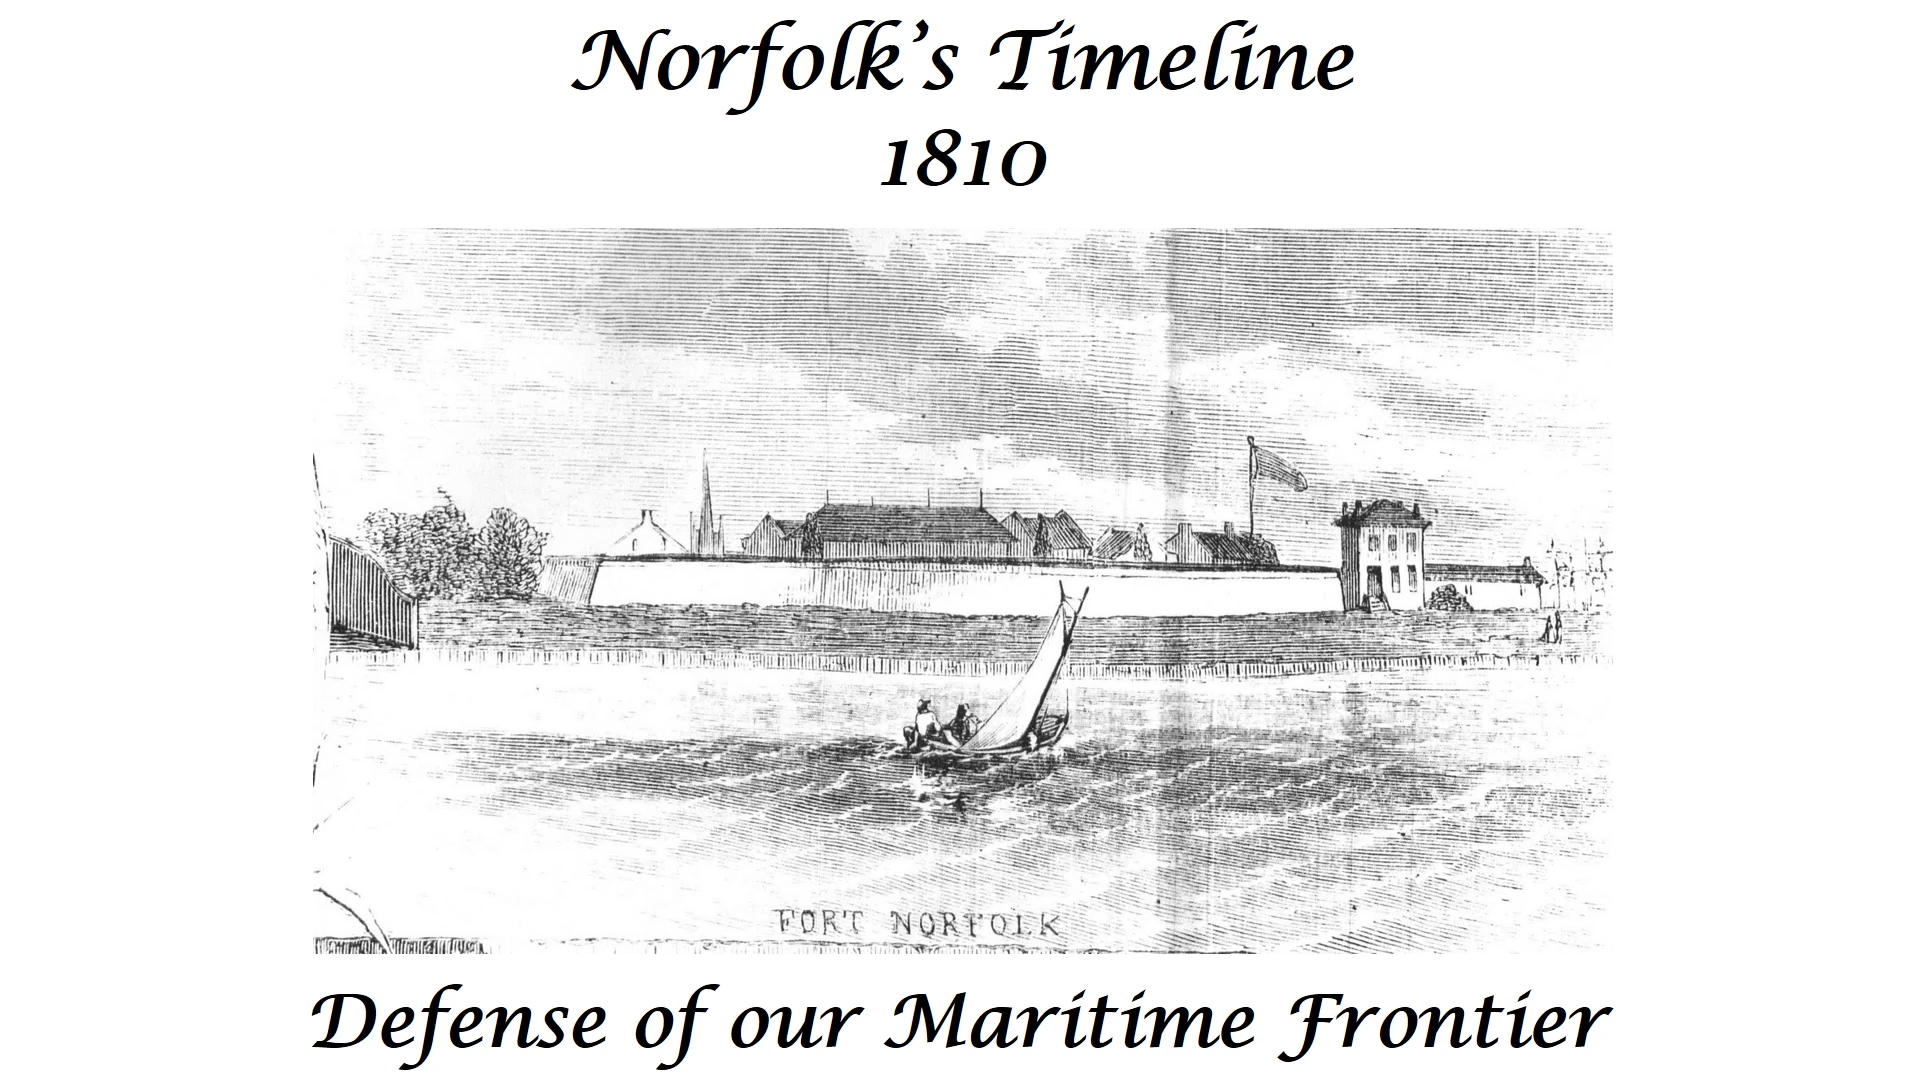 Norfolk’s Timeline
1810
FORT NORFOLK
Defense of our Maritime Frontier